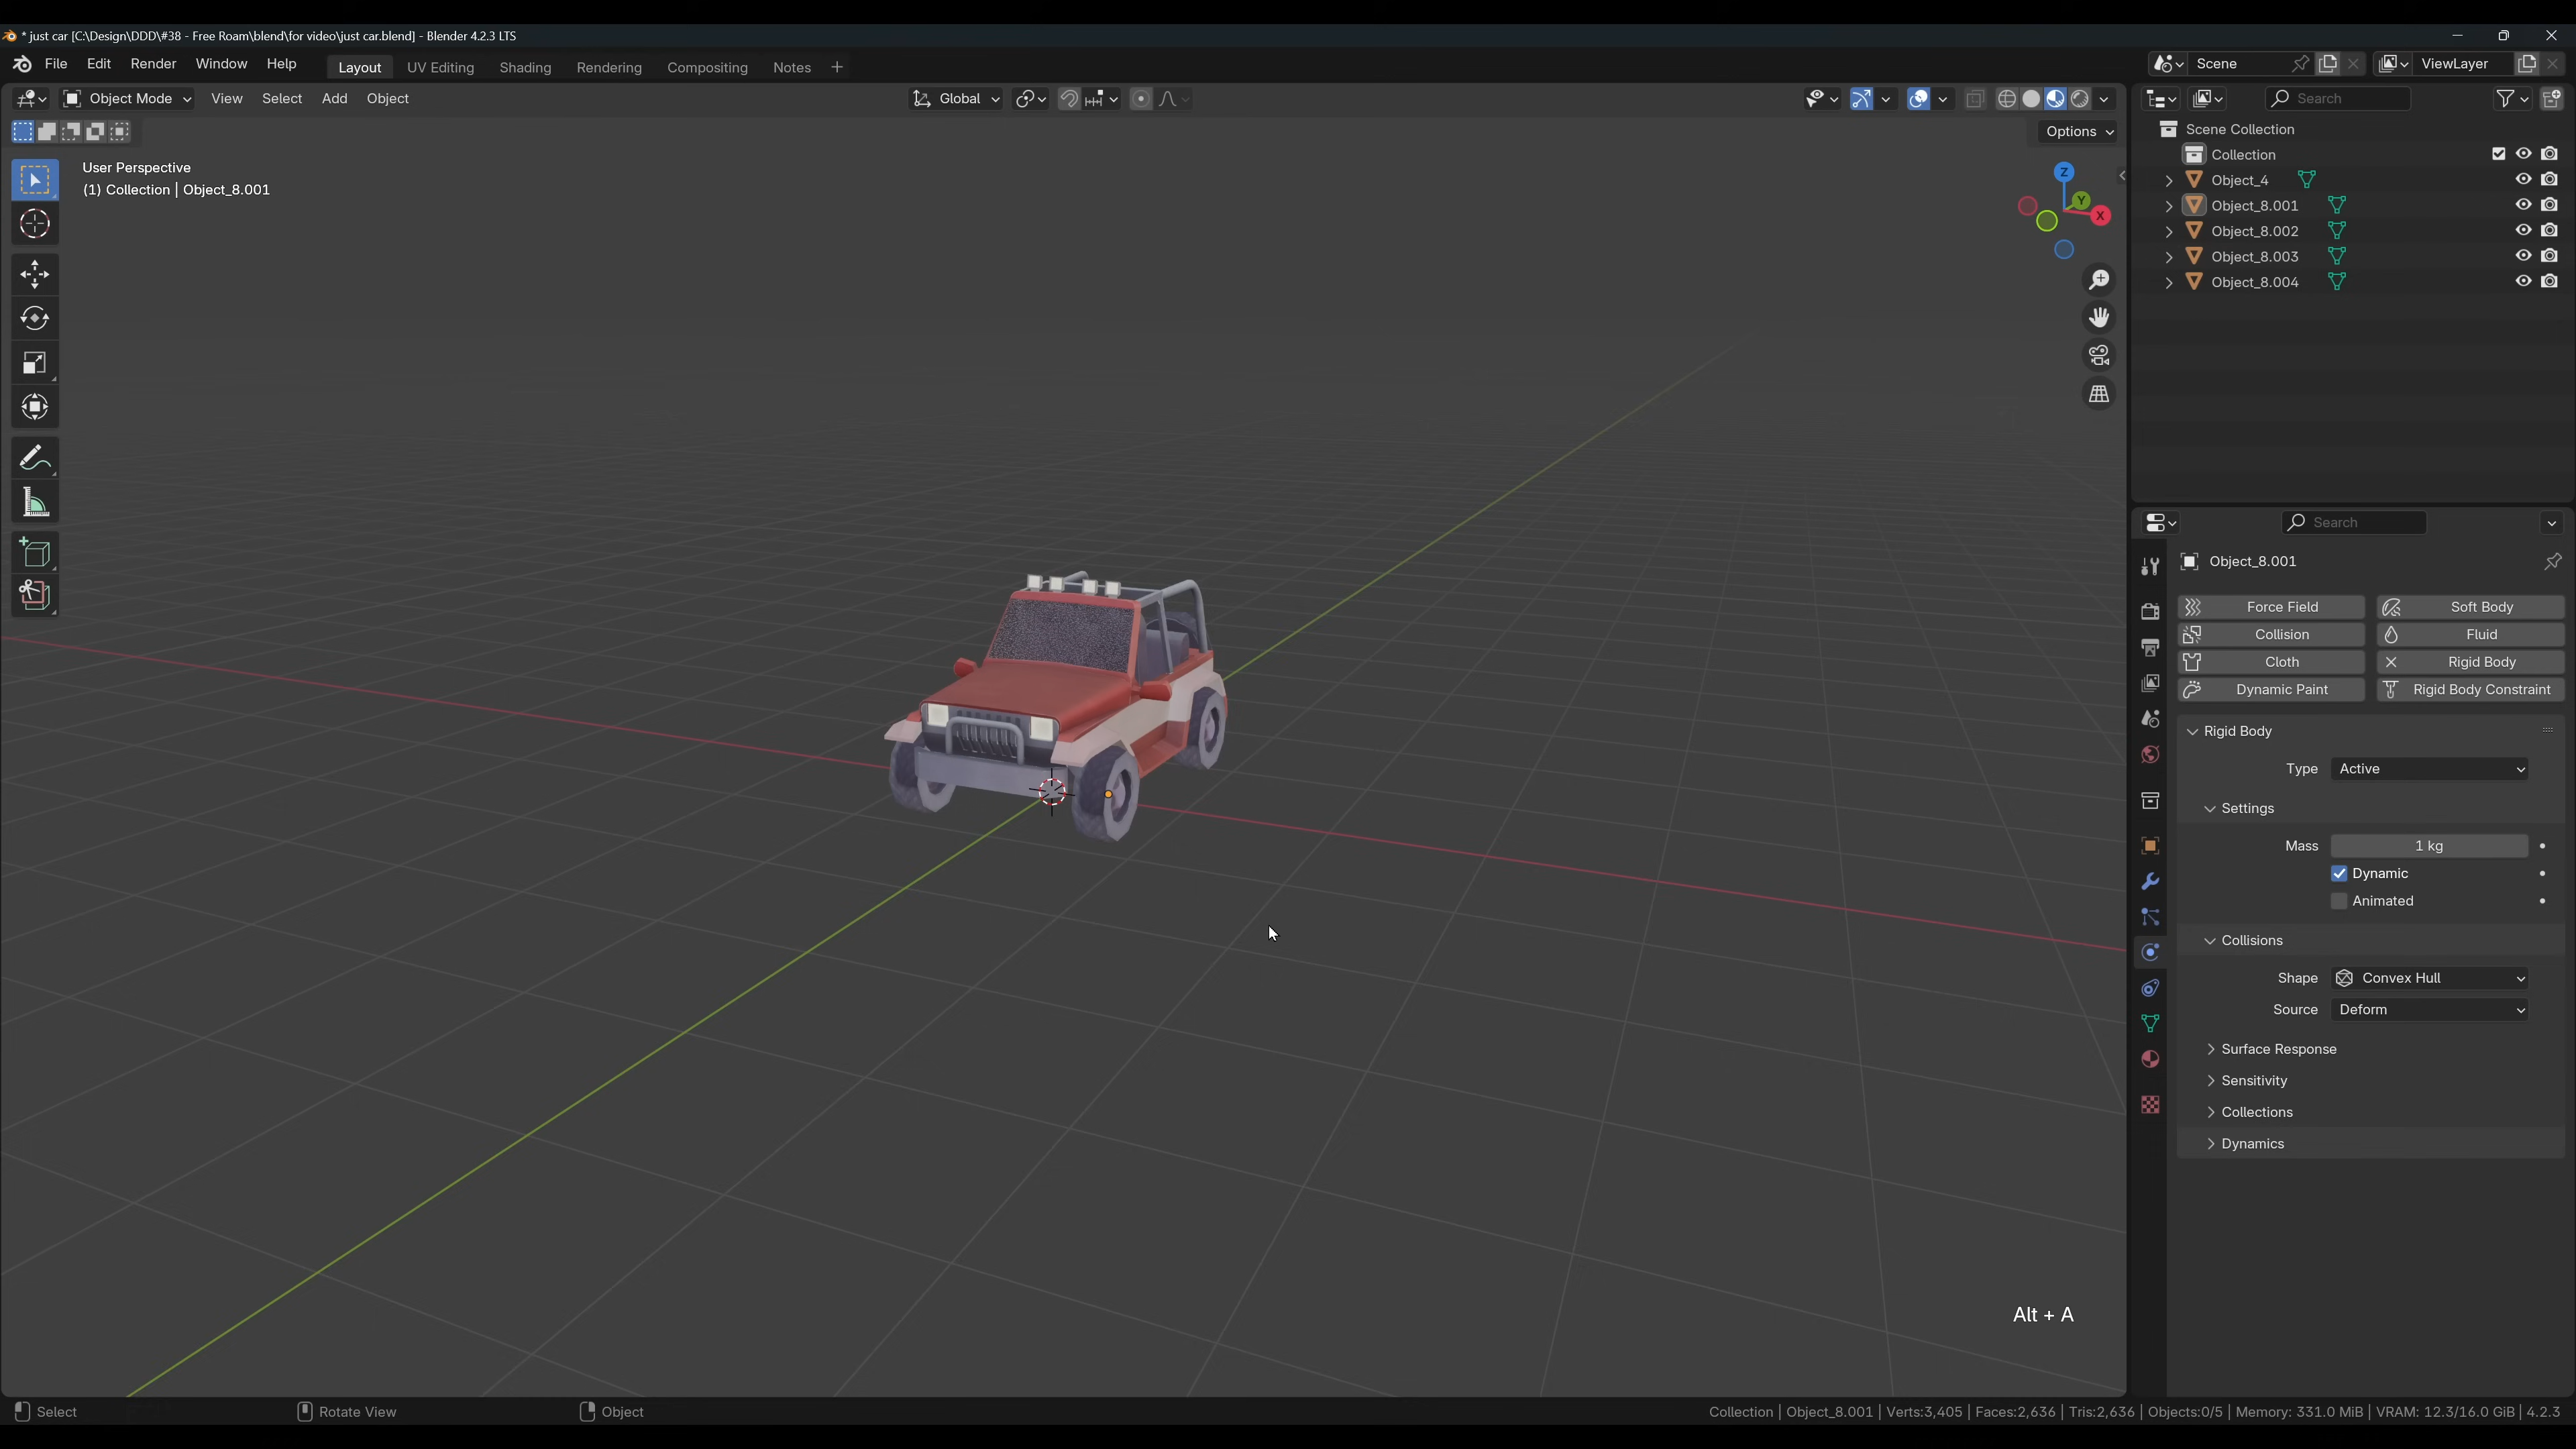 * just car [C:\Design\DDD\#38 - Free Roam\blend\for video\just car.blend] - Blender 4.2.3 LTS
File Edit Render Window Help Layout UV Editing Shading Rendering Compositing Notes + Scene ViewLayer
Object Mode View Select Add Object Global Search
Options
User Perspective
(1) Collection | Object_8.001
Z
Y
X
Scene Collection
Collection
Object_4
Object_8.001
Object_8.002
Object_8.003
Object_8.004
Search
Object_8.001
Force Field Soft Body
Collision Fluid
Cloth Rigid Body
Dynamic Paint Rigid Body Constraint
Rigid Body
Type Active
Settings
Mass 1 kg
Dynamic
Animated
Collisions
Shape Convex Hull
Source Deform
Surface Response
Sensitivity
Collections
Dynamics
Alt + A
Select Rotate View Object Collection | Object_8.001 | Verts:3,405 | Faces:2,636 | Tris:2,636 | Objects:0/5 | Memory: 331.0 MiB | VRAM: 12.3/16.0 GiB | 4.2.3